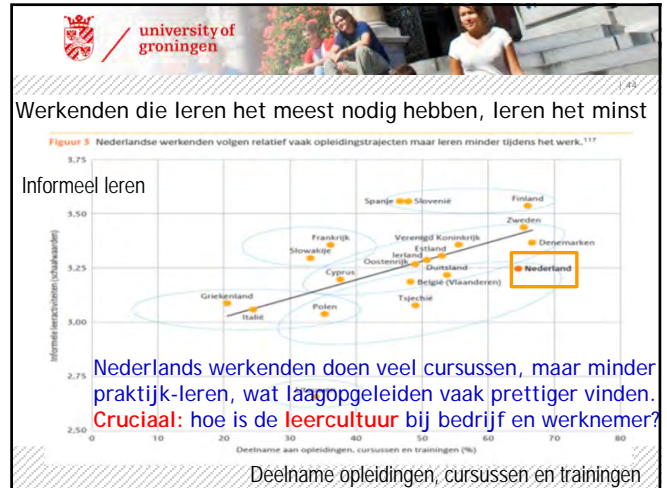 university of
groningen
| 44
Werkenden die leren het meest nodig hebben, leren het minst
Figuur 5 Nederlandse werkenden volgen relatief vaak opleidingstrajecten maar leren minder tijdens het werk.¹¹⁷
3,75
Informeel leren
Spanje Slovenië
Finland
3,50
Zweden
Frankrijk
Verenigd Koninkrijk
Denemarken
Slowakije
Estland
Ierland
Oostenrijk
3,25
Duitsland
Nederland
Cyprus
België (Vlaanderen)
Griekenland
Tsjechië
Polen
3,00
Italië
Informele leeractiviteiten (schaalwaarden)
2,75
Nederlands werkenden doen veel cursussen, maar minder
praktijk-leren, wat laagopgeleiden vaak prettiger vinden.
Cruciaal: hoe is de leercultuur bij bedrijf en werknemer?
2,50
0 10 20 30 40 50 60 70 80
Deelname aan opleidingen, cursussen en trainingen (%)
Deelname opleidingen, cursussen en trainingen